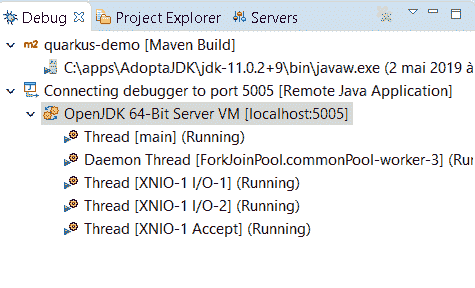 Debug Project Explorer Servers
quarkus-demo [Maven Build]
C:\apps\AdoptaJDK\jdk-11.0.2+9\bin\javaw.exe (2 mai 2019 à
Connecting debugger to port 5005 [Remote Java Application]
OpenJDK 64-Bit Server VM [localhost:5005]
Thread [main] (Running)
Daemon Thread [ForkJoinPool.commonPool-worker-3] (Ru
Thread [XNIO-1 I/O-1] (Running)
Thread [XNIO-1 I/O-2] (Running)
Thread [XNIO-1 Accept] (Running)